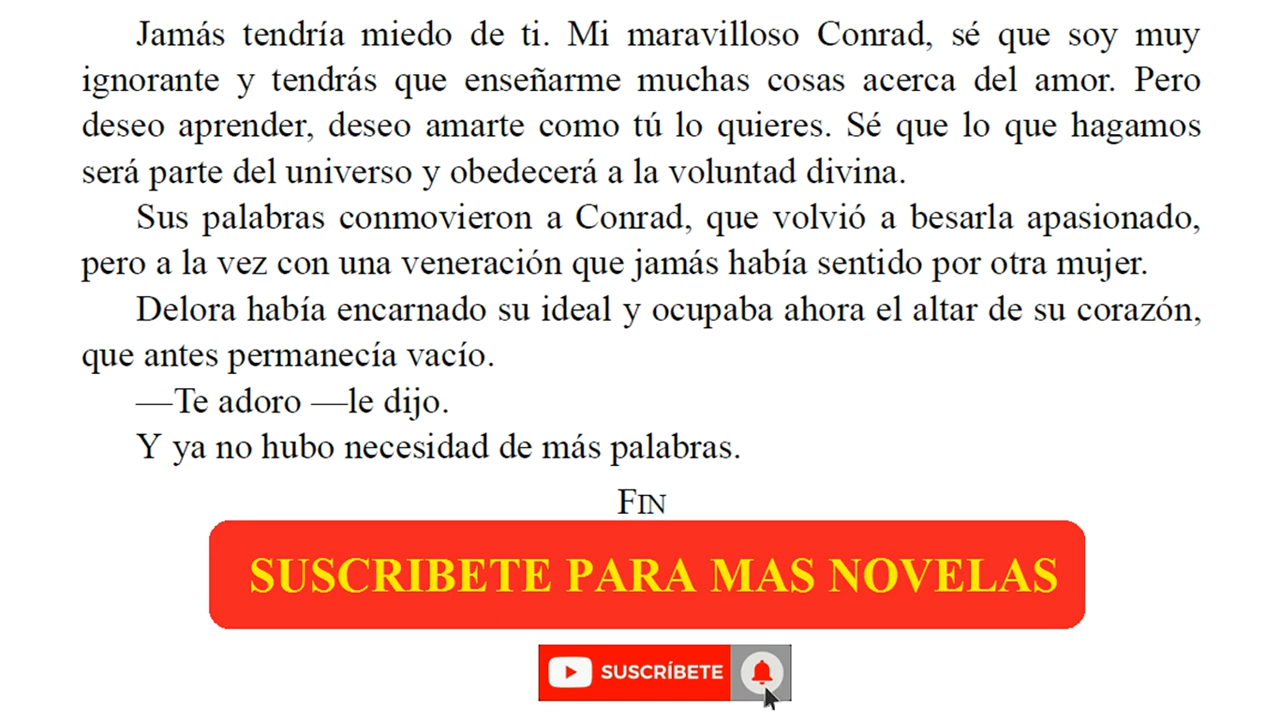 Jamás tendría miedo de ti. Mi maravilloso Conrad, sé que soy muy
ignorante y tendrás que enseñarme muchas cosas acerca del amor. Pero
deseo aprender, deseo amarte como tú lo quieres. Sé que lo que hagamos
será parte del universo y obedecerá a la voluntad divina.
Sus palabras conmovieron a Conrad, que volvió a besarla apasionado,
pero a la vez con una veneración que jamás había sentido por otra mujer.
Delora había encarnado su ideal y ocupaba ahora el altar de su corazón,
que antes permanecía vacío.
—Te adoro —le dijo.
Y ya no hubo necesidad de más palabras.
FIN
SUSCRIBETE PARA MAS NOVELAS
SUSCRÍBETE